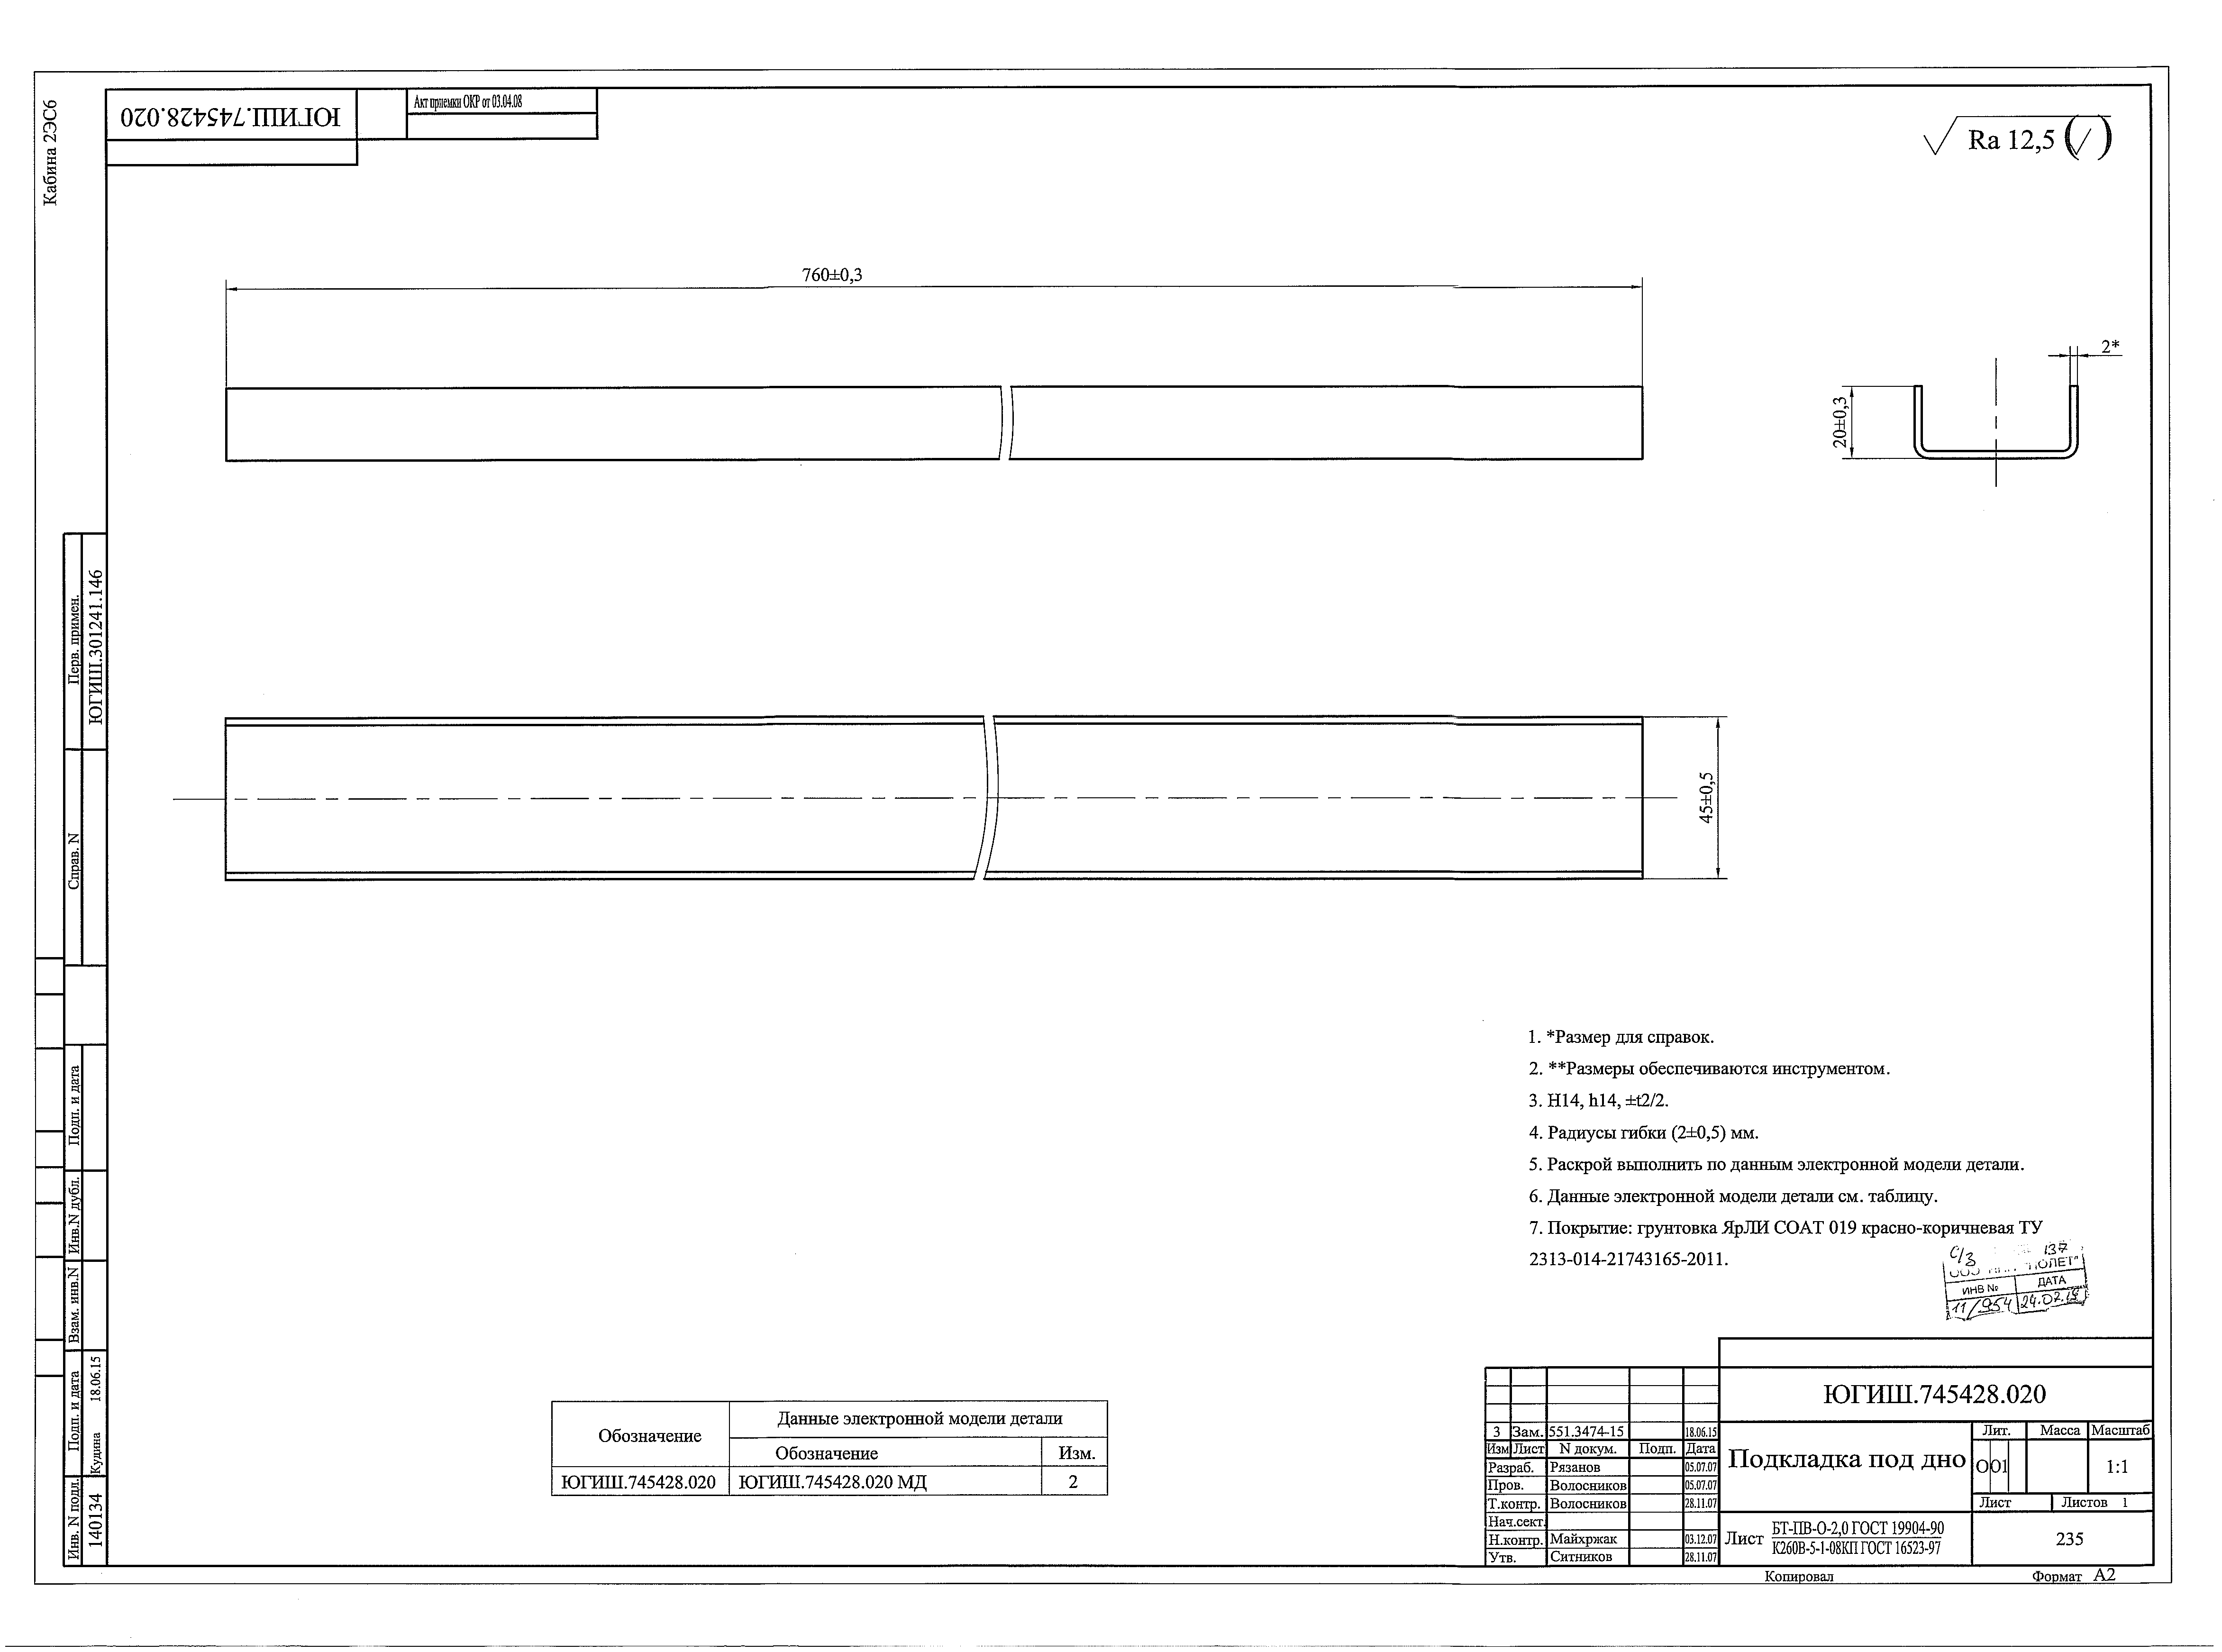 Кабина 2ЭС6
ЮГИШ.745428.020
Акт приемки ОКР от 03.04.08
Ra 12,5
760±0,3
20±0,3
2*
45±0,5
Перв. примен.
ЮГИШ.301241.146
Справ. N
Подп. и дата
Инв.N дубл.
Взам. инв.N
Подп. и дата
Кудина 18.06.15
Инв. N подл.
140134
1. *Размер для справок.
2. **Размеры обеспечиваются инструментом.
3. H14, h14, ±t2/2.
4. Радиусы гибки (2±0,5) мм.
5. Раскрой выполнить по данным электронной модели детали.
6. Данные электронной модели детали см. таблицу.
7. Покрытие: грунтовка ЯрЛИ СОАТ 019 красно-коричневая ТУ
2313-014-21743165-2011.
С/З 137
ООО "ПОЛЕТ"
ИНВ № ДАТА
11/954
Обозначение Данные электронной модели детали
Обозначение Изм.
ЮГИШ.745428.020 ЮГИШ.745428.020 МД 2
ЮГИШ.745428.020
3 Зам. 551.3474-15 18.06.15
Изм Лист N докум. Подп. Дата
Разраб. Рязанов 05.07.07
Пров. Волосников 05.07.07
Т.контр. Волосников 28.11.07
Нач.сект.
Н.контр. Майхржак 03.12.07
Утв. Ситников 28.11.07
Подкладка под дно
Лит. Масса Масштаб
О О1 1:1
Лист Листов 1
Лист БТ-ПВ-О-2,0 ГОСТ 19904-90
К260В-5-1-08КП ГОСТ 16523-97
235
Копировал Формат А2